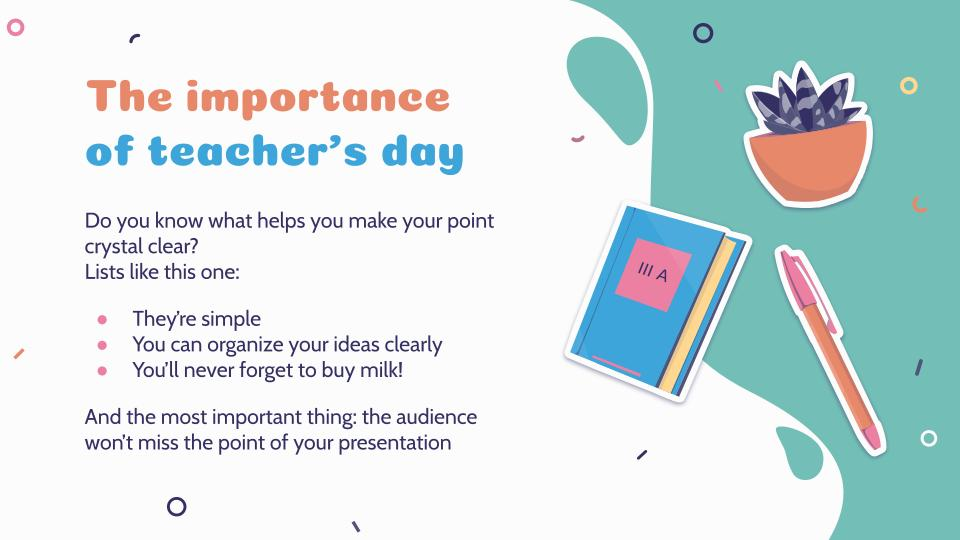 The importance
of teacher’s day
Do you know what helps you make your point
crystal clear?
Lists like this one:
● They’re simple
● You can organize your ideas clearly
● You’ll never forget to buy milk!
And the most important thing: the audience
won’t miss the point of your presentation
III A